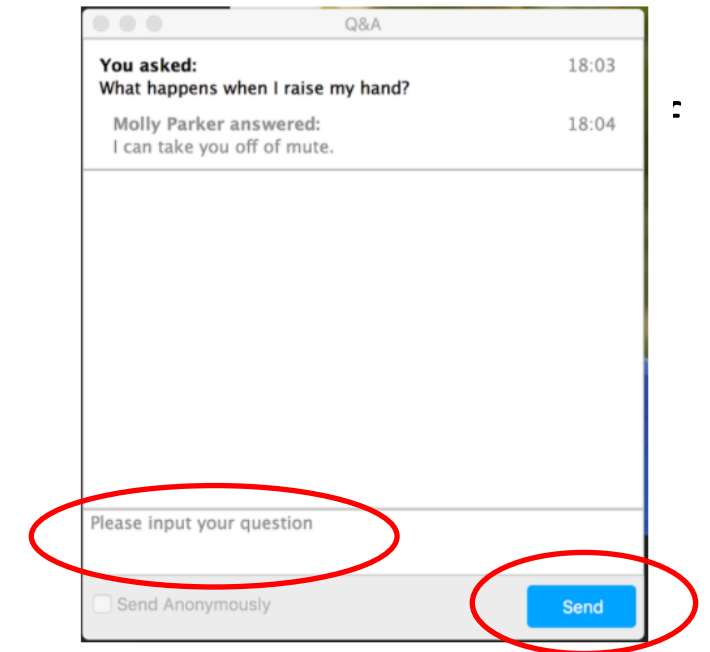 Q&A
You asked: 18:03
What happens when I raise my hand?
Molly Parker answered: 18:04
I can take you off of mute.
Please input your question
Send Anonymously
Send